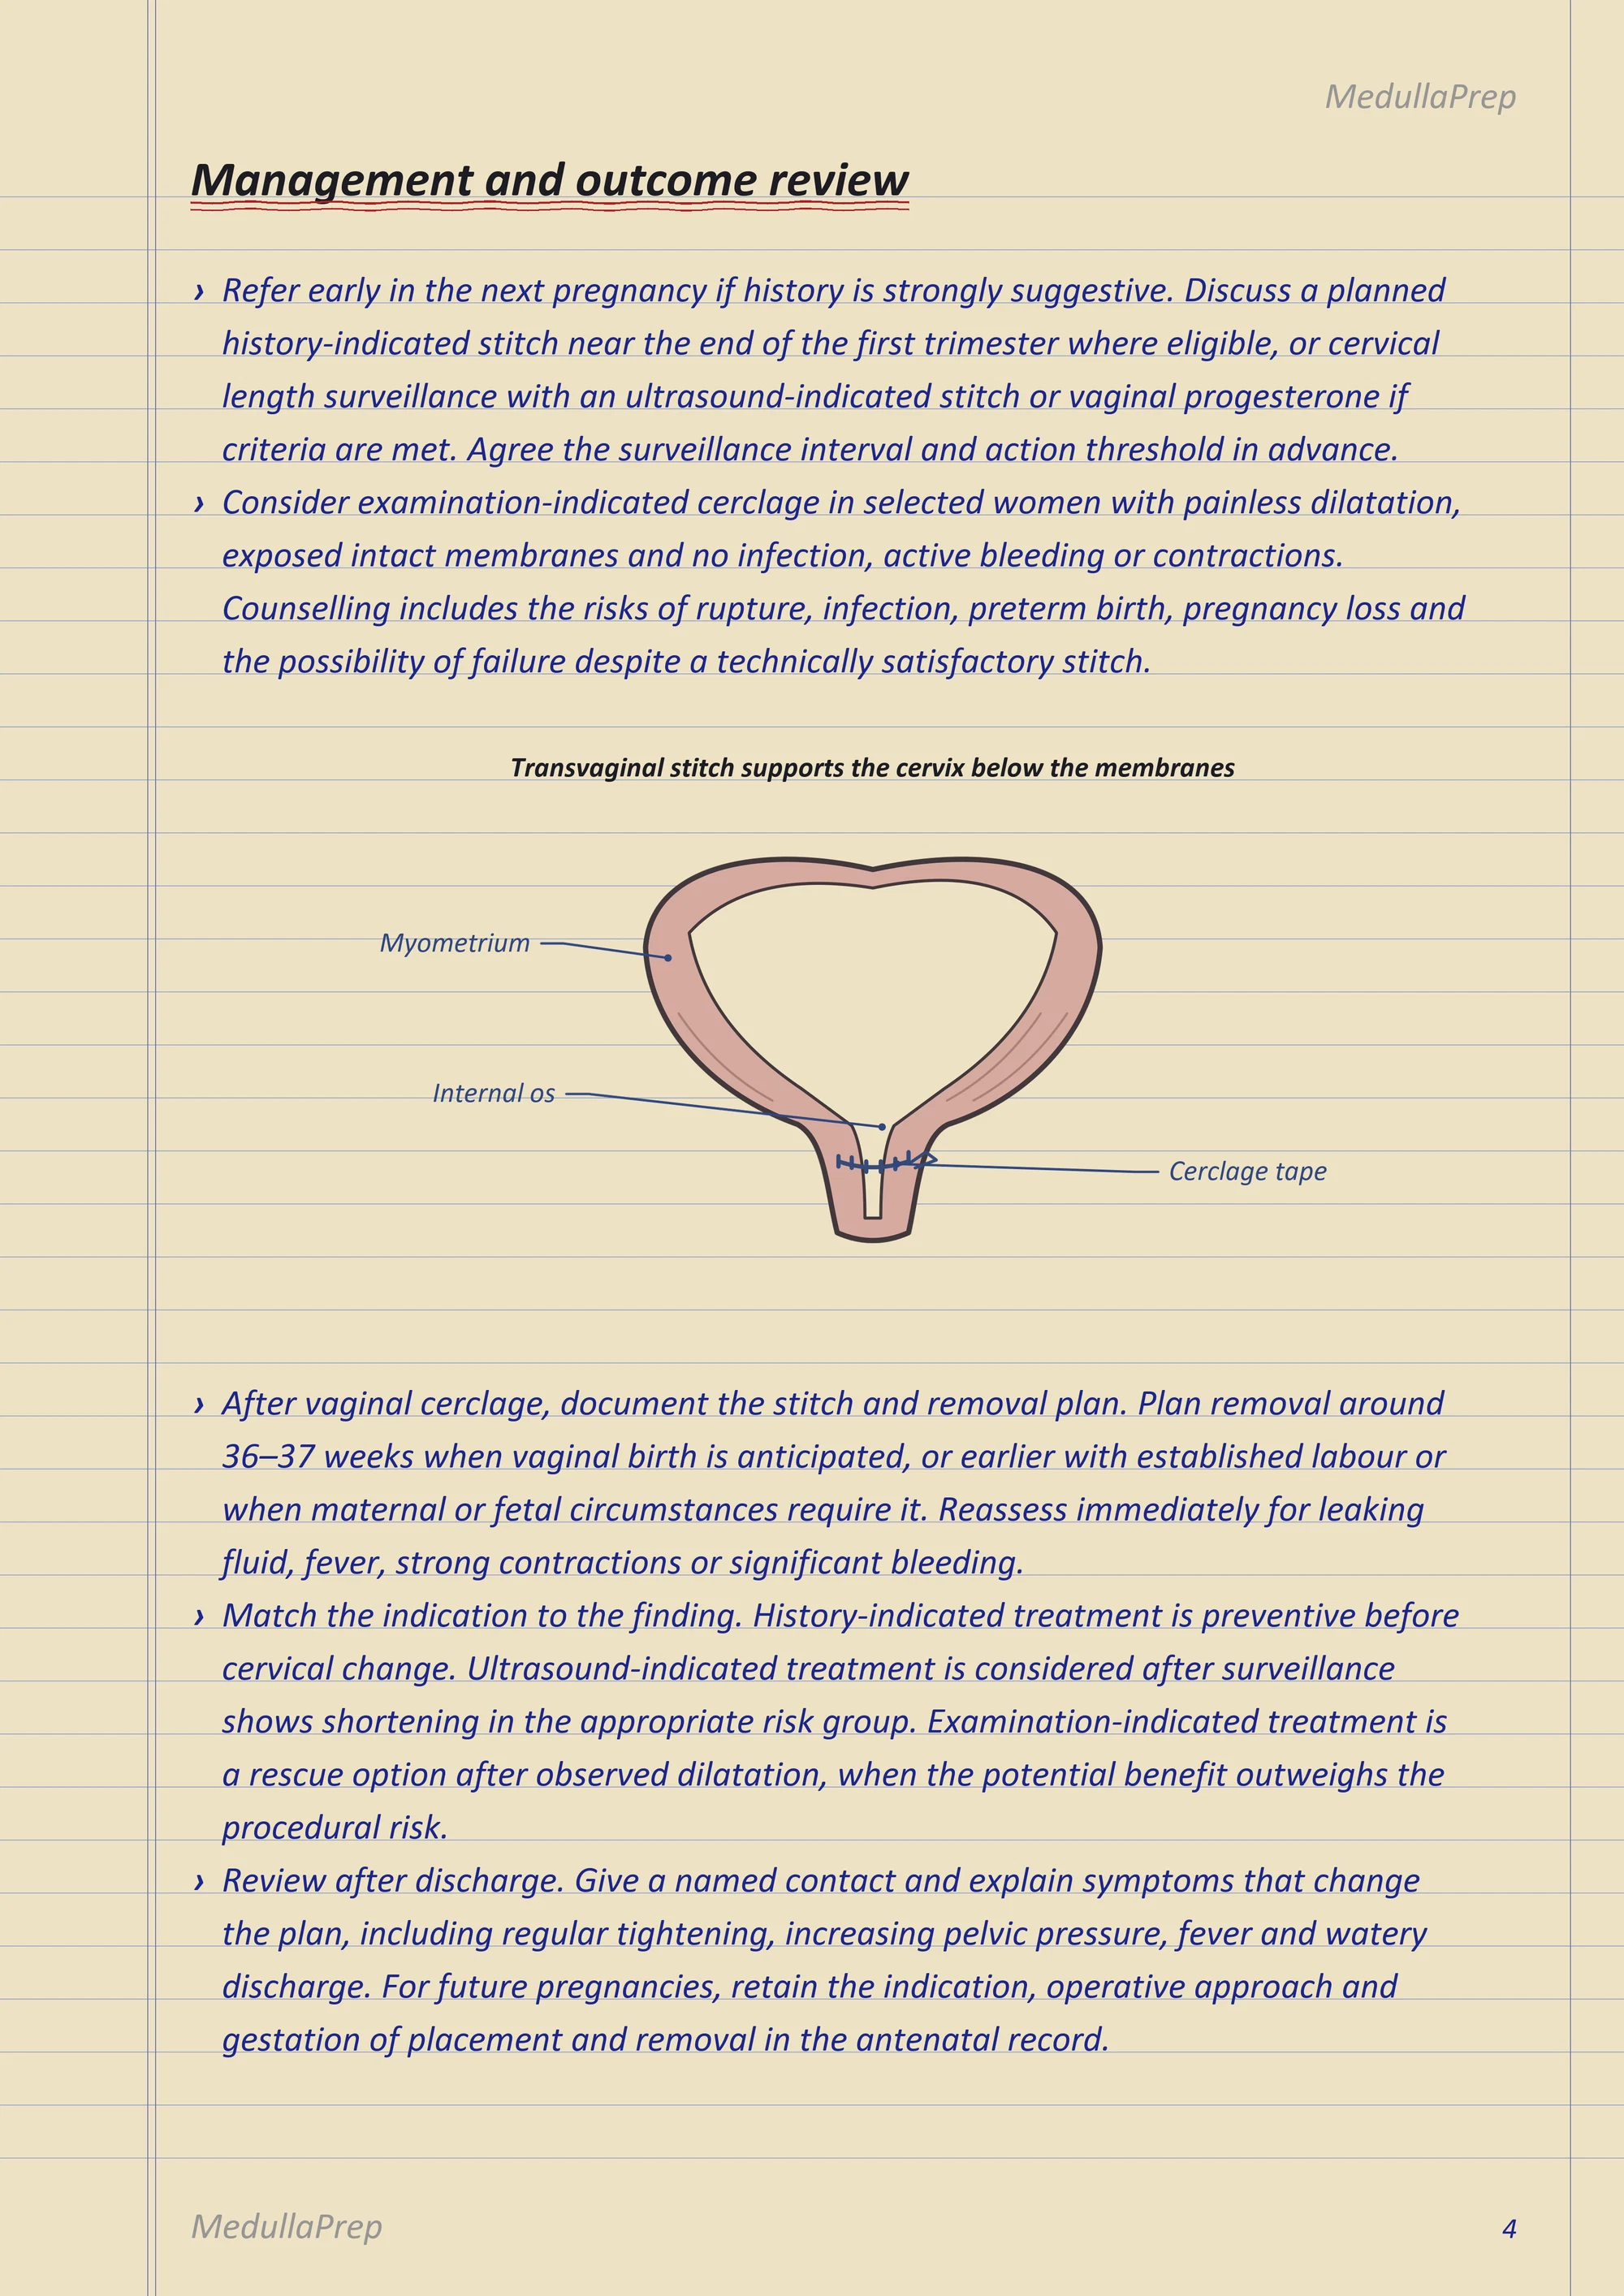 MedullaPrep
Management and outcome review
› Refer early in the next pregnancy if history is strongly suggestive. Discuss a planned
history-indicated stitch near the end of the first trimester where eligible, or cervical
length surveillance with an ultrasound-indicated stitch or vaginal progesterone if
criteria are met. Agree the surveillance interval and action threshold in advance.
› Consider examination-indicated cerclage in selected women with painless dilatation,
exposed intact membranes and no infection, active bleeding or contractions.
Counselling includes the risks of rupture, infection, preterm birth, pregnancy loss and
the possibility of failure despite a technically satisfactory stitch.
Transvaginal stitch supports the cervix below the membranes
Myometrium
Internal os
Cerclage tape
› After vaginal cerclage, document the stitch and removal plan. Plan removal around
36–37 weeks when vaginal birth is anticipated, or earlier with established labour or
when maternal or fetal circumstances require it. Reassess immediately for leaking
fluid, fever, strong contractions or significant bleeding.
› Match the indication to the finding. History-indicated treatment is preventive before
cervical change. Ultrasound-indicated treatment is considered after surveillance
shows shortening in the appropriate risk group. Examination-indicated treatment is
a rescue option after observed dilatation, when the potential benefit outweighs the
procedural risk.
› Review after discharge. Give a named contact and explain symptoms that change
the plan, including regular tightening, increasing pelvic pressure, fever and watery
discharge. For future pregnancies, retain the indication, operative approach and
gestation of placement and removal in the antenatal record.
MedullaPrep
4